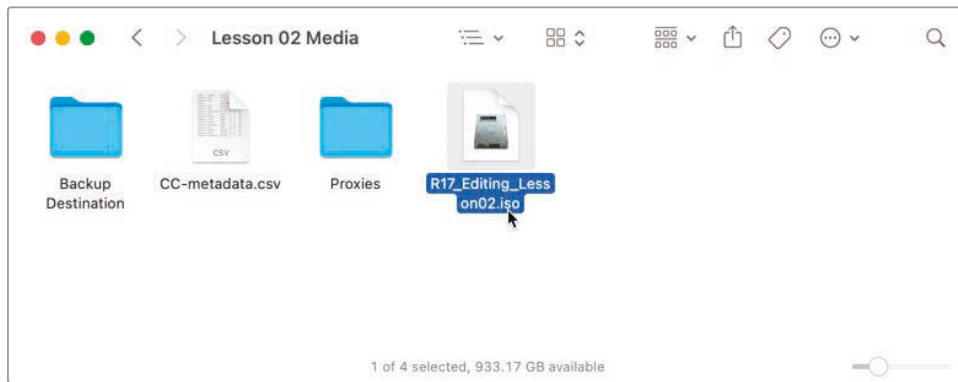 Lesson 02 Media
CSV
Backup
Destination
CC-metadata.csv
Proxies
R17_Editing_Less
on02.iso
1 of 4 selected, 933.17 GB available